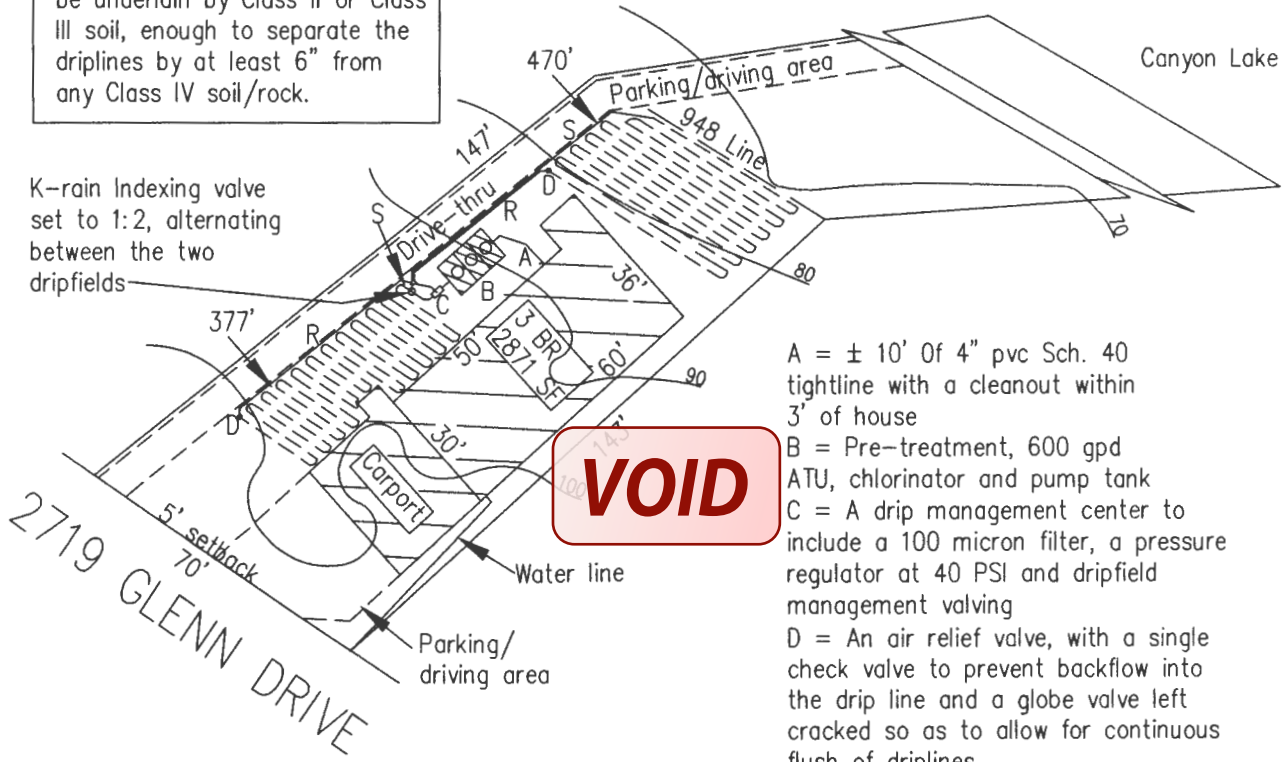 be underlain by Class II or Class
III soil, enough to separate the
driplines by at least 6" from
any Class IV soil/rock.
470'
Canyon Lake
Parking/driving area
948 Line
147'
S
K-rain Indexing valve
set to 1:2, alternating
between the two
dripfields
D
S
Drive-thru
R
70
A
80
36'
B
C
377'
R
50'
3 BR
2871 SF
60'
90
A = ± 10' Of 4" pvc Sch. 40
tightline with a cleanout within
3' of house
B = Pre-treatment, 600 gpd
ATU, chlorinator and pump tank
C = A drip management center to
include a 100 micron filter, a pressure
regulator at 40 PSI and dripfield
management valving
D = An air relief valve, with a single
check valve to prevent backflow into
the drip line and a globe valve left
cracked so as to allow for continuous
flush of driplines
D
30'
143'
Carport
100
VOID
5' setback
70'
Water line
Parking/
driving area
2719 GLENN DRIVE